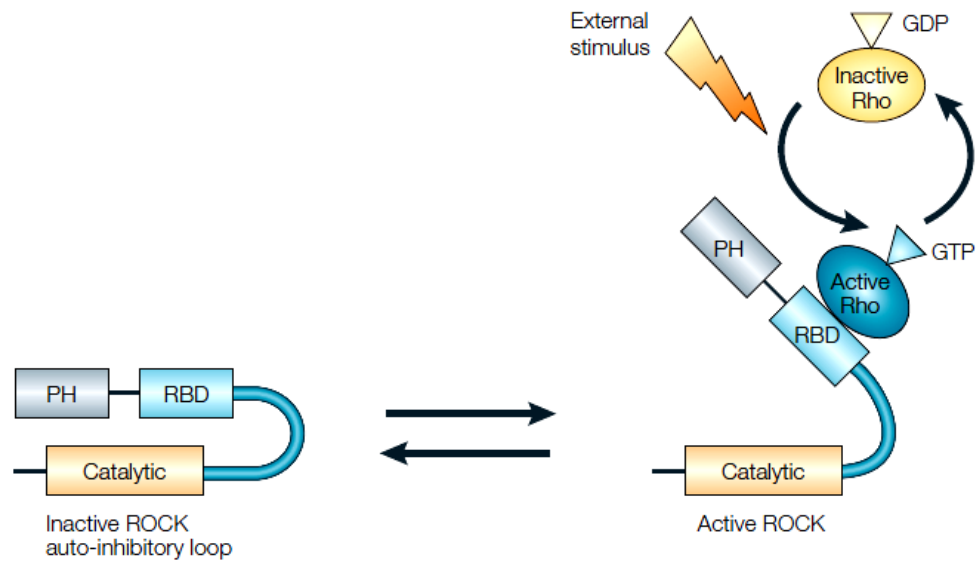 External
stimulus
GDP
Inactive
Rho
PH
GTP
Active
Rho
RBD
PH
RBD
Catalytic
Catalytic
Inactive ROCK
auto-inhibitory loop
Active ROCK